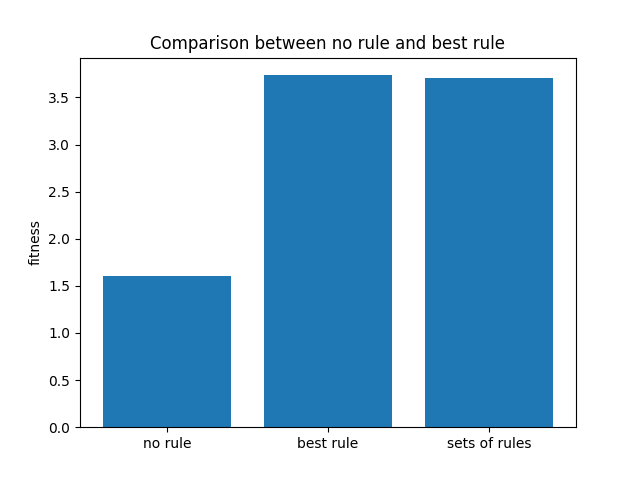 Comparison between no rule and best rule
3.5
3.0
2.5
2.0
1.5
1.0
0.5
0.0
fitness
no rule best rule sets of rules